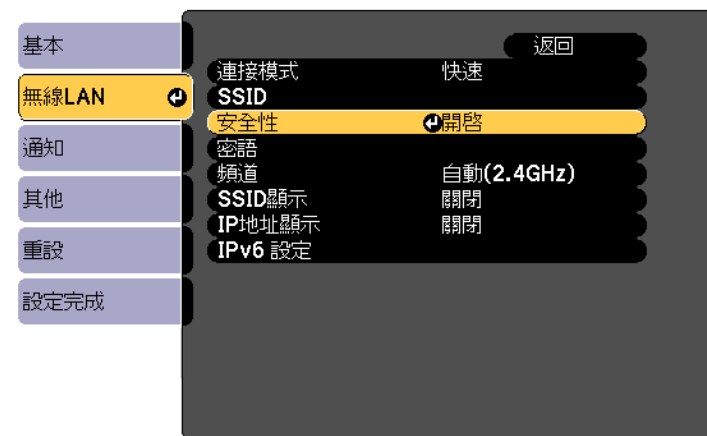 基本
無線LAN
通知
其他
重設
設定完成
返回
連接模式 快速
SSID
安全性 開啓
密語
頻道 自動(2.4GHz)
SSID顯示 關閉
IP地址顯示 關閉
IPv6 設定